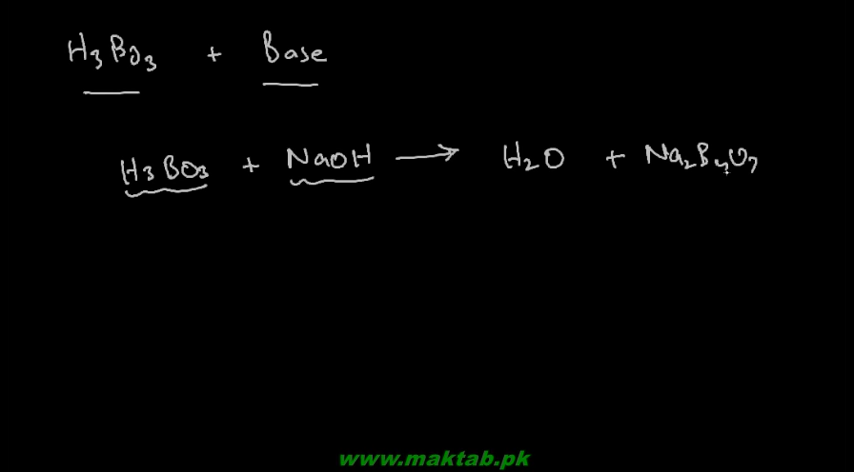 H₃BO₃ + Base
H₃BO₃ + NaOH → H₂O + Na₂B₄O₇
www.maktab.pk